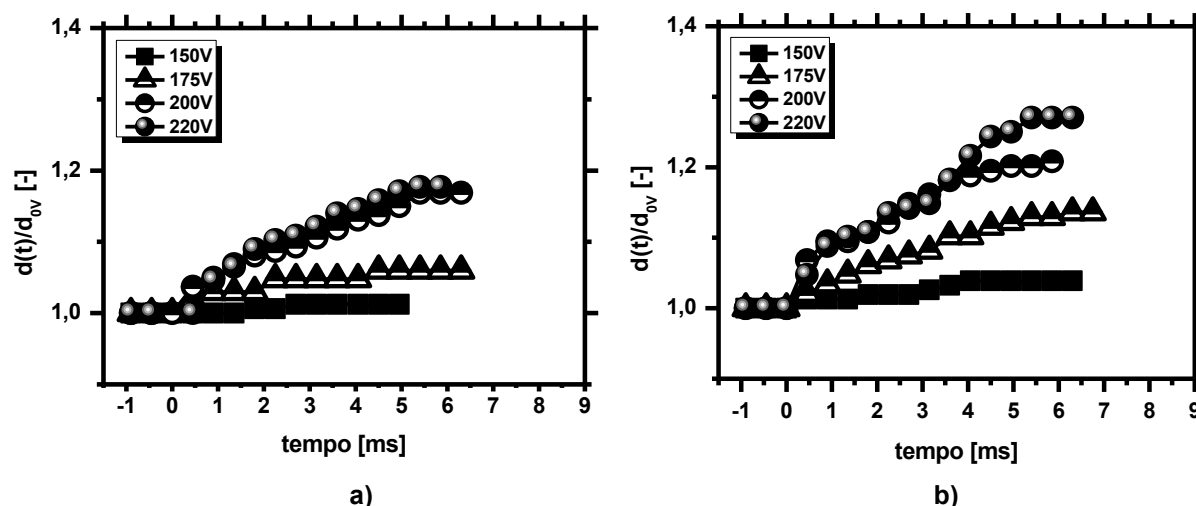 1,4
1,2
1,0
d(t)/d0V [-]
150V
175V
200V
220V
-1 0 1 2 3 4 5 6 7 8 9
tempo [ms]
a)
1,4
1,2
1,0
d(t)/d0V [-]
150V
175V
200V
220V
-1 0 1 2 3 4 5 6 7 8 9
tempo [ms]
b)